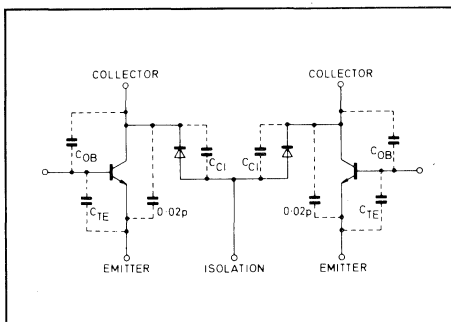 COLLECTOR COLLECTOR
C_OB C_CI C_CI C_OB
C_TE 0·02p 0·02p C_TE
EMITTER ISOLATION EMITTER